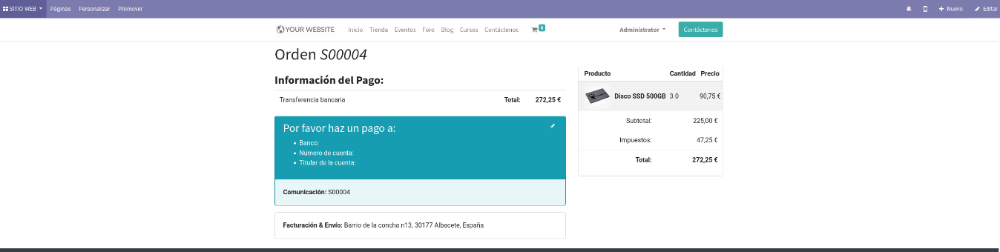 SITIO WEB Páginas Personalizar Promover Nuevo Editar
YOUR WEBSITE Inicio Tienda Eventos Foro Blog Cursos Contáctenos 0 Administrator Contáctenos
Orden S00004
Información del Pago:
Transferencia bancaria Total: 272,25 €
Por favor haz un pago a:
Banco:
Número de cuenta:
Titular de la cuenta:
Comunicación: S00004
Facturación & Envío: Barrio de la concha n13, 30177 Albacete, España
Producto Cantidad Precio
Disco SSD 500GB 3.0 90,75 €
Subtotal: 225,00 €
Impuestos: 47,25 €
Total: 272,25 €